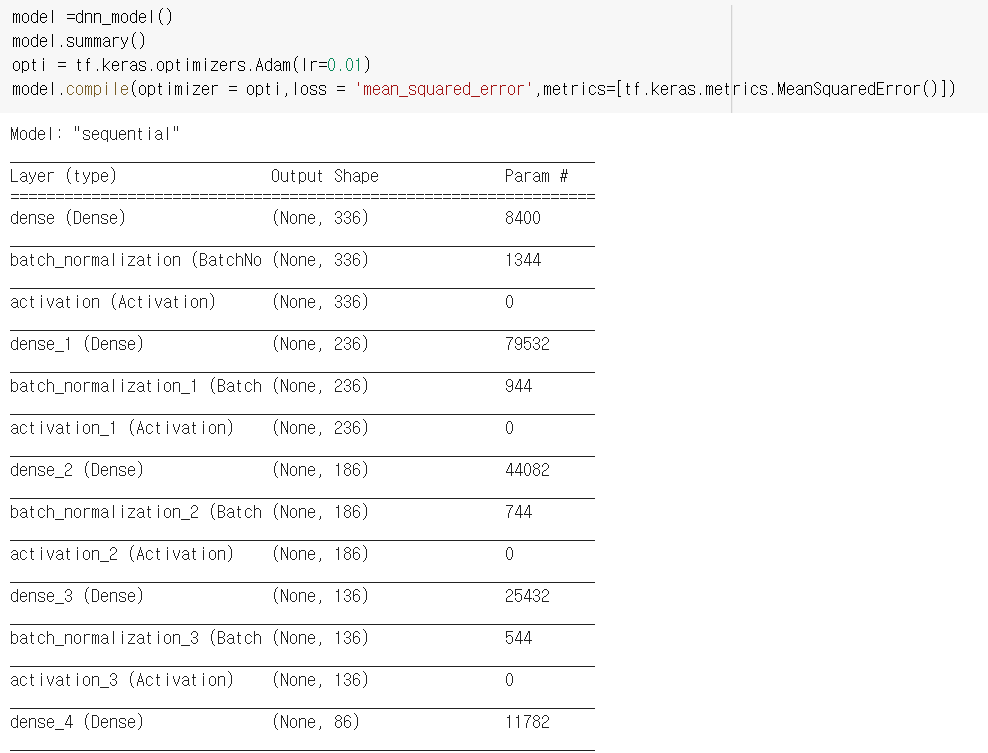 model =dnn_model()
model.summary()
opti = tf.keras.optimizers.Adam(lr=0.01)
model.compile(optimizer = opti,loss = 'mean_squared_error',metrics=[tf.keras.metrics.MeanSquaredError()])
Model: "sequential"
_________________________________________________________________
Layer (type)                 Output Shape              Param #
=================================================================
dense (Dense)                (None, 336)               8400
_________________________________________________________________
batch_normalization (BatchNo (None, 336)               1344
_________________________________________________________________
activation (Activation)      (None, 336)               0
_________________________________________________________________
dense_1 (Dense)              (None, 236)               79532
_________________________________________________________________
batch_normalization_1 (Batch (None, 236)               944
_________________________________________________________________
activation_1 (Activation)    (None, 236)               0
_________________________________________________________________
dense_2 (Dense)              (None, 186)               44082
_________________________________________________________________
batch_normalization_2 (Batch (None, 186)               744
_________________________________________________________________
activation_2 (Activation)    (None, 186)               0
_________________________________________________________________
dense_3 (Dense)              (None, 136)               25432
_________________________________________________________________
batch_normalization_3 (Batch (None, 136)               544
_________________________________________________________________
activation_3 (Activation)    (None, 136)               0
_________________________________________________________________
dense_4 (Dense)              (None, 86)                11782
_________________________________________________________________